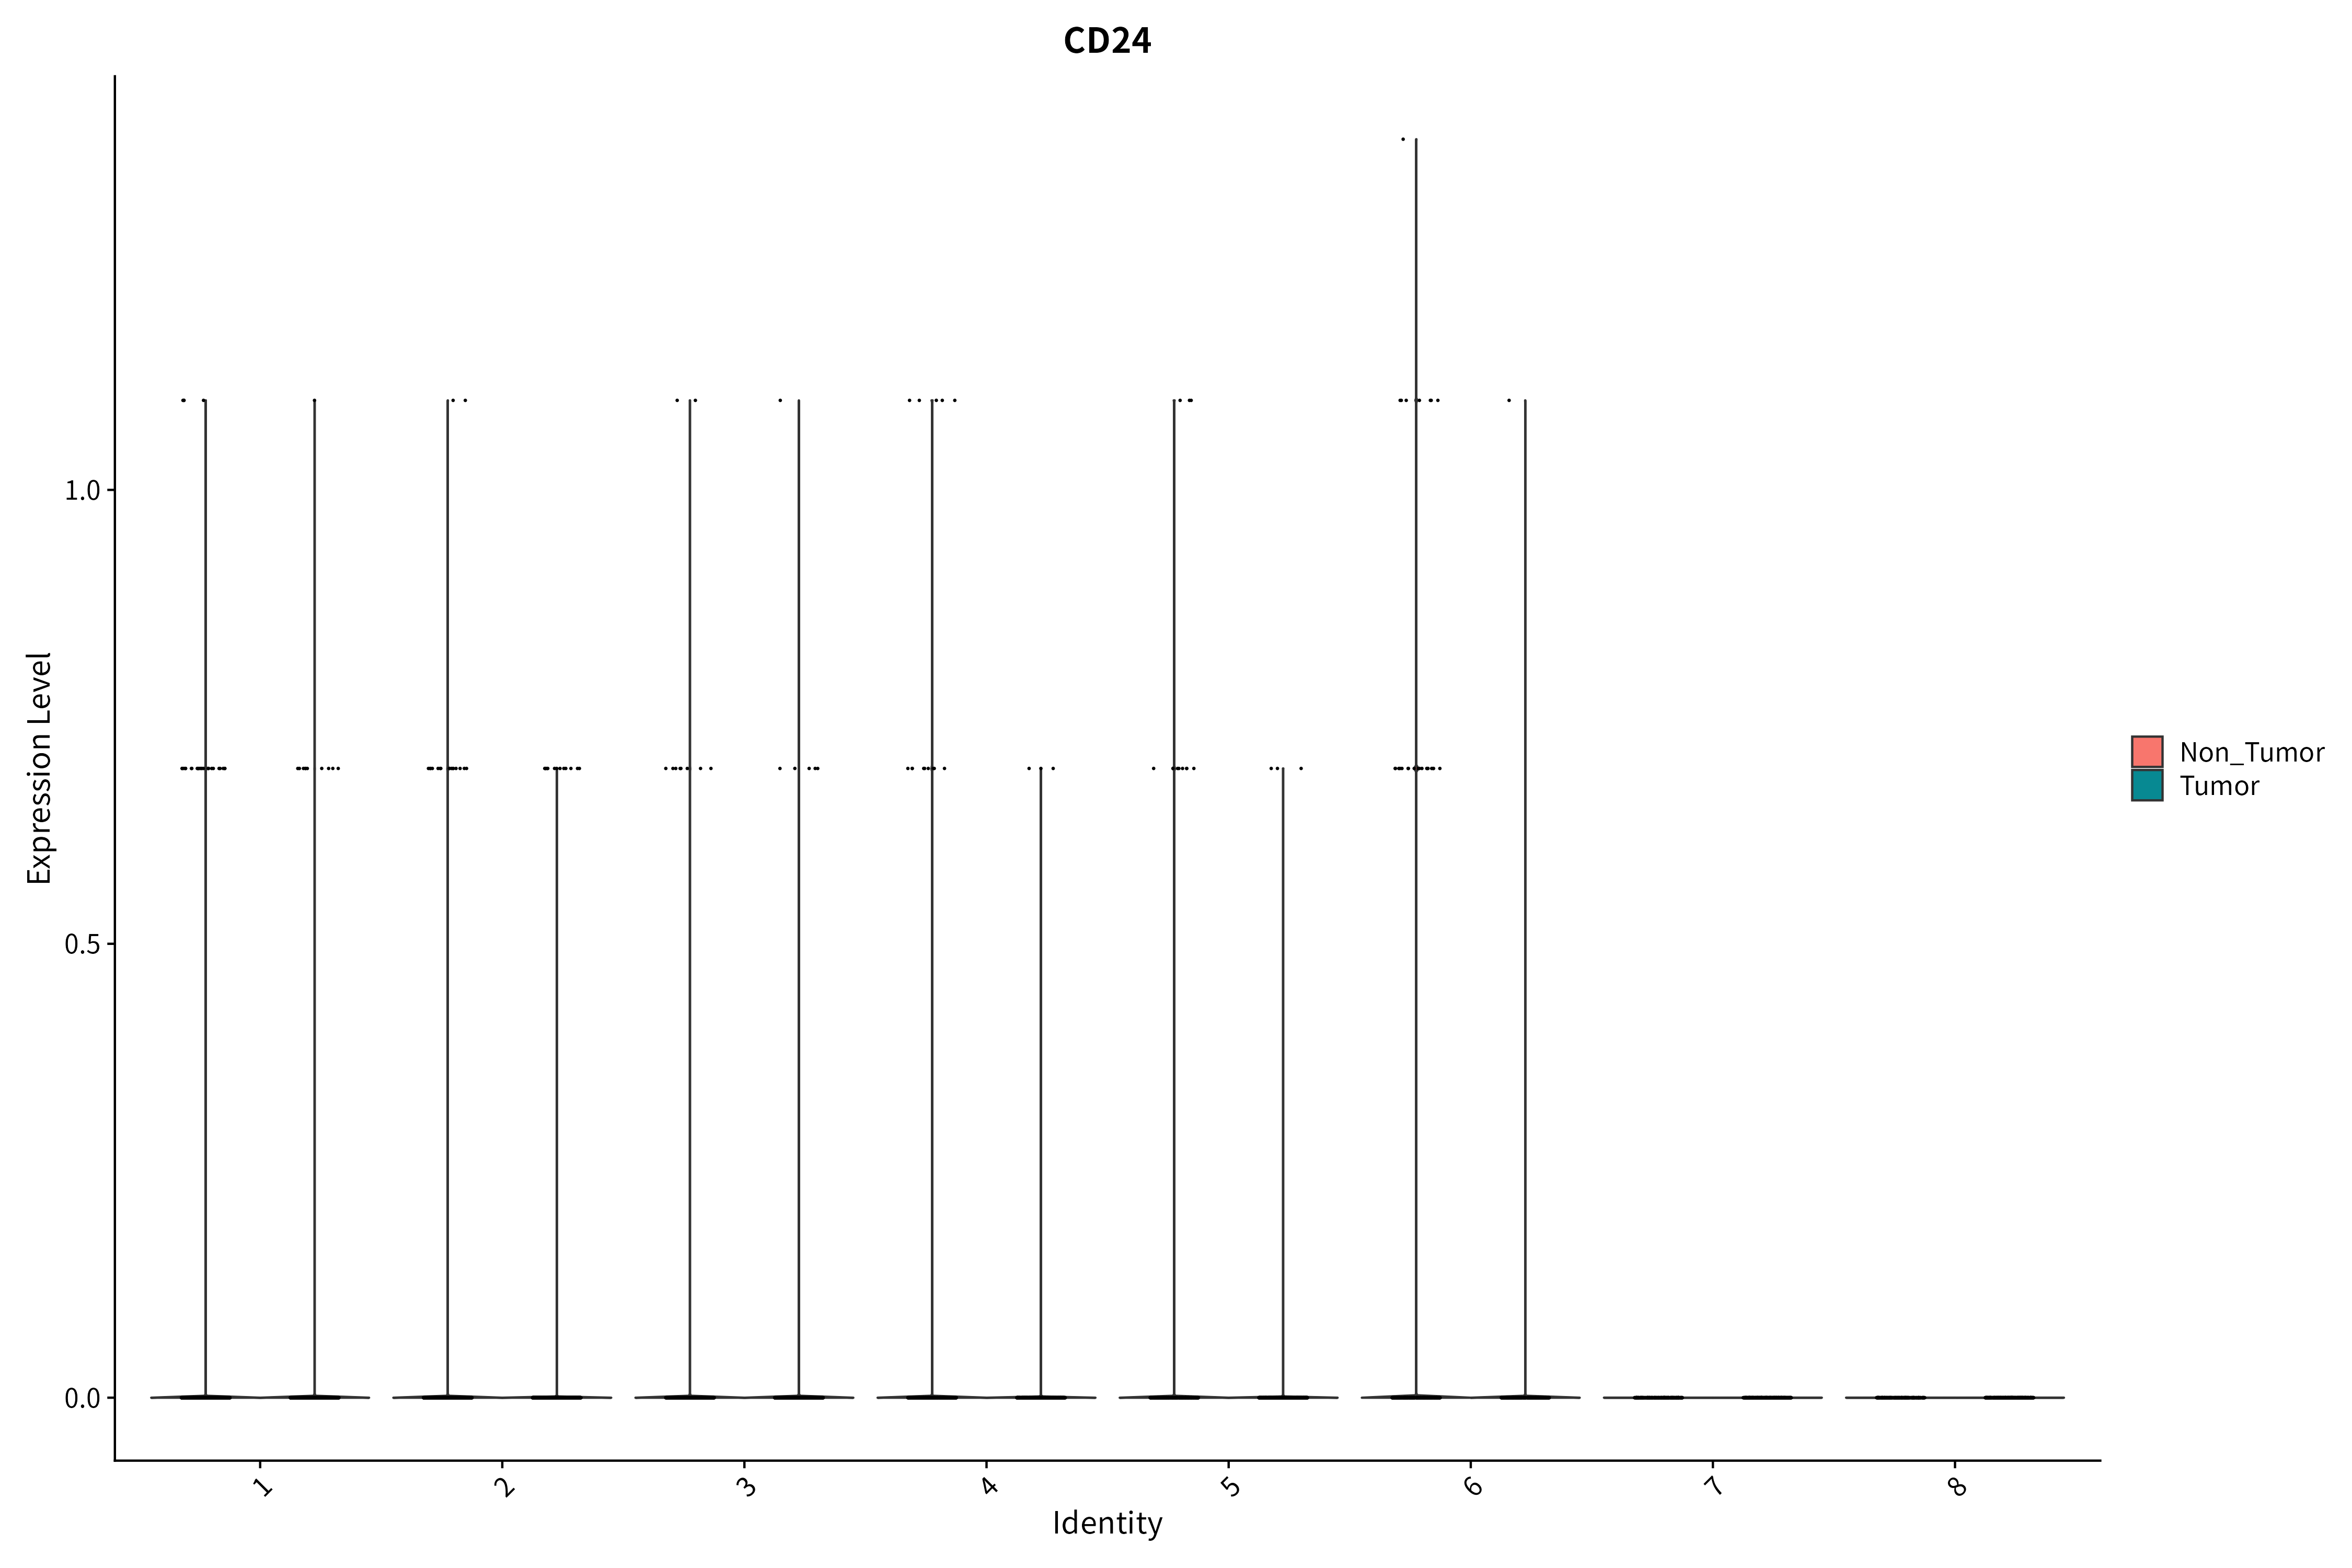 CD24
Expression Level
1.0
0.5
0.0
1
2
3
4
5
6
7
8
Identity
Non_Tumor
Tumor